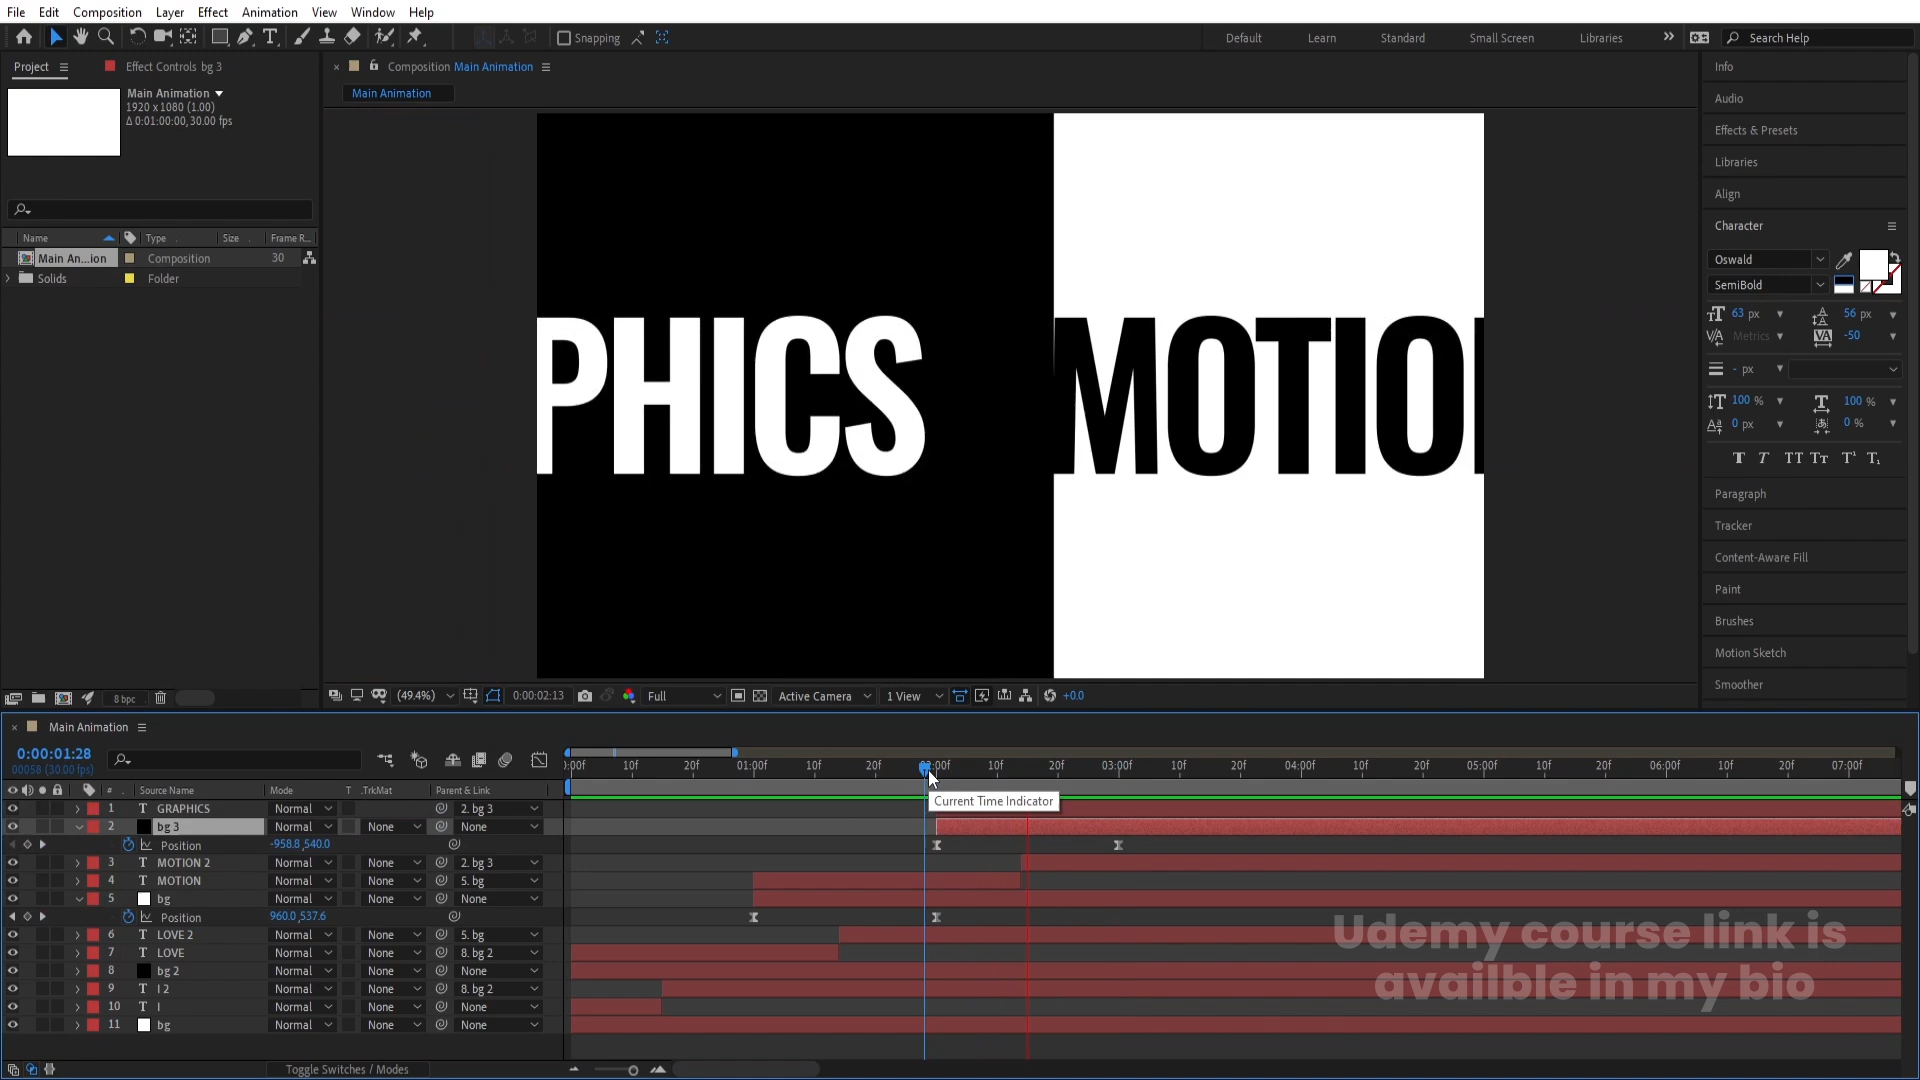 File Edit Composition Layer Effect Animation View Window Help
Snapping
Default Learn Standard Small Screen Libraries Search Help
Project Effect Controls bg 3
Composition Main Animation
Main Animation
Main Animation
1920 x 1080 (1.00)
Δ 0:01:00:00, 30.00 fps
Name Type Size Frame R...
Main An...ion Composition 30
Solids Folder
PHICS MOTION
Info
Audio
Effects & Presets
Libraries
Align
Character
Oswald
SemiBold
63 px 56 px
Metrics -50
- px
100 % 100 %
0 px 0 %
T T TT Tt T¹ T₁
Paragraph
Tracker
Content-Aware Fill
Paint
Brushes
Motion Sketch
Smoother
8 bpc
(49.4%) 0:00:02:13 Full Active Camera 1 View +0.0
Main Animation
0:00:01:28
00058 (30.00 fps)
:00f 10f 20f 01:00f 10f 20f 02:00f 10f 20f 03:00f 10f 20f 04:00f 10f 20f 05:00f 10f 20f 06:00f 10f 20f 07:00f
# Source Name Mode T .TrkMat Parent & Link
1 T GRAPHICS Normal 2. bg 3
Current Time Indicator
2 bg 3 Normal None None
Position -958.8,540.0
3 T MOTION 2 Normal None 2. bg 3
4 T MOTION Normal None 5. bg
5 bg Normal None None
Position 960.0,537.6
6 T LOVE 2 Normal None 5. bg
7 T LOVE Normal None 8. bg 2
8 bg 2 Normal None None
9 T I 2 Normal None 8. bg 2
10 T I Normal None None
11 bg Normal None None
Toggle Switches / Modes
Udemy course link is
availble in my bio